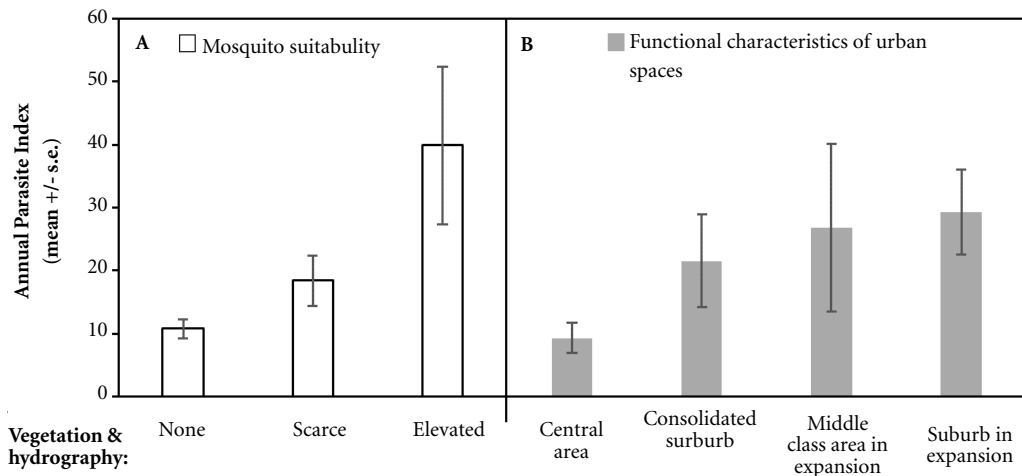 Annual Parasite Index
(mean +/- s.e.)
60
50
40
30
20
10
0
A
Mosquito suitabulity
B
Functional characteristics of urban
spaces
Vegetation &
hydrography:
None
Scarce
Elevated
Central
area
Consolidated
surburb
Middle
class area in
expansion
Suburb in
expansion